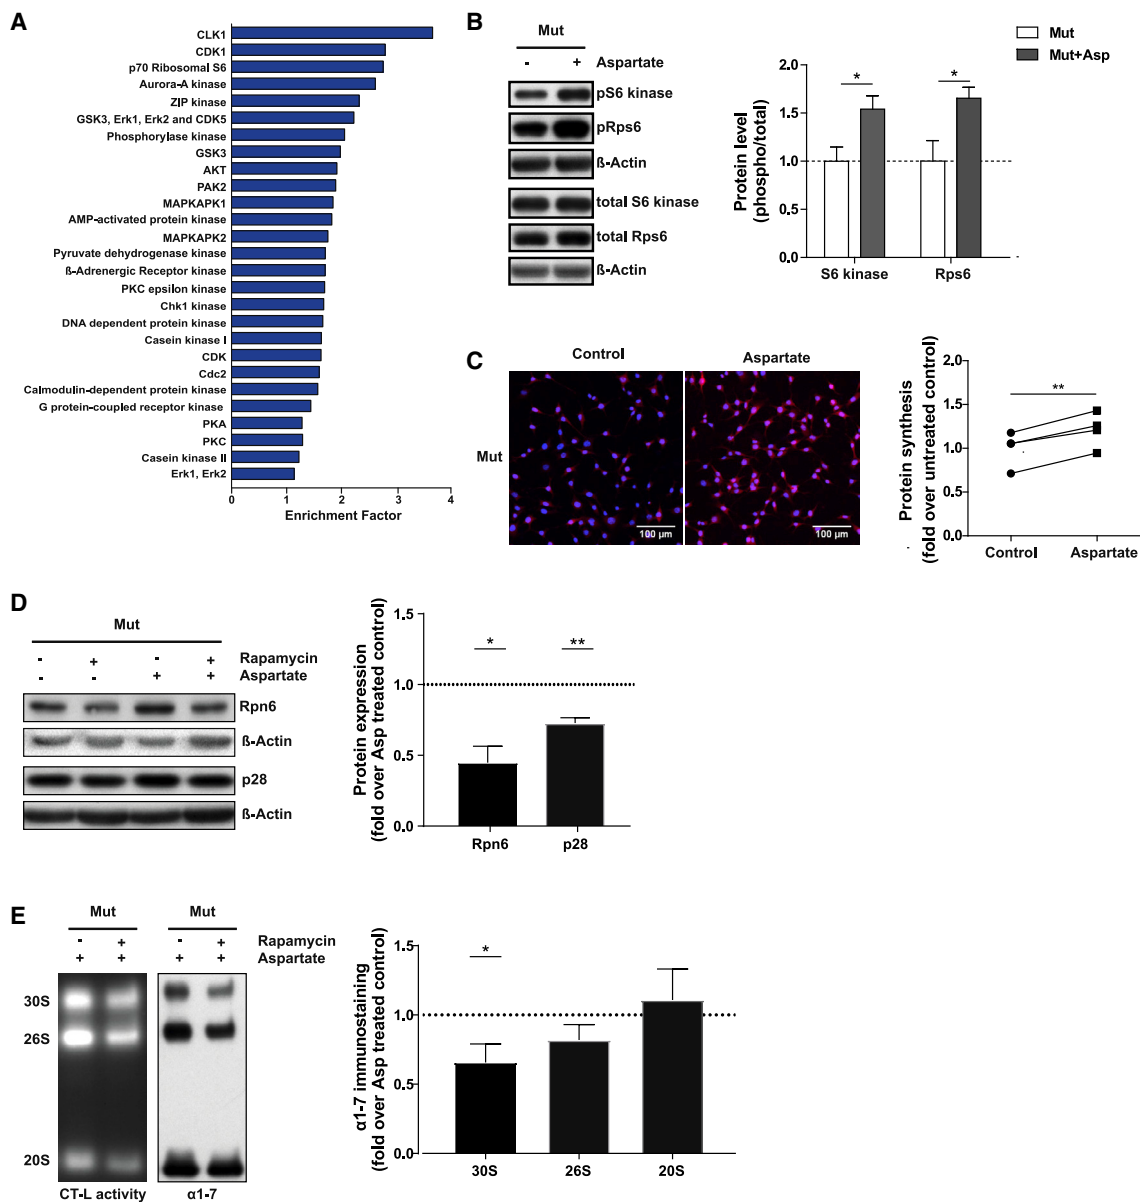 A
CLK1
CDK1
p70 Ribosomal S6
Aurora-A kinase
ZIP kinase
GSK3, Erk1, Erk2 and CDK5
Phosphorylase kinase
GSK3
AKT
PAK2
MAPKAPK1
AMP-activated protein kinase
MAPKAPK2
Pyruvate dehydrogenase kinase
ß-Adrenergic Receptor kinase
PKC epsilon kinase
Chk1 kinase
DNA dependent protein kinase
Casein kinase I
CDK
Cdc2
Calmodulin-dependent protein kinase
G protein-coupled receptor kinase
PKA
PKC
Casein kinase II
Erk1, Erk2
0 1 2 3 4
Enrichment Factor
B
Mut
- + Aspartate
pS6 kinase
pRps6
ß-Actin
total S6 kinase
total Rps6
ß-Actin
Mut
Mut+Asp
Protein level
(phospho/total)
2.0
1.5
1.0
0.5
0.0
* *
S6 kinase Rps6
C
Control Aspartate
Mut
100 µm 100 µm
Protein synthesis
(fold over untreated control)
2.0
1.5
1.0
0.5
0.0
**
Control Aspartate
D
Mut
- + - + Rapamycin
- - + + Aspartate
Rpn6
ß-Actin
p28
ß-Actin
Protein expression
(fold over Asp treated control)
1.5
1.0
0.5
0.0
* **
Rpn6 p28
E
Mut Mut
- + - + Rapamycin
+ + + + Aspartate
30S
26S
20S
CT-L activity α1-7
α1-7 immunostaining
(fold over Asp treated control)
1.5
1.0
0.5
0.0
*
30S 26S 20S